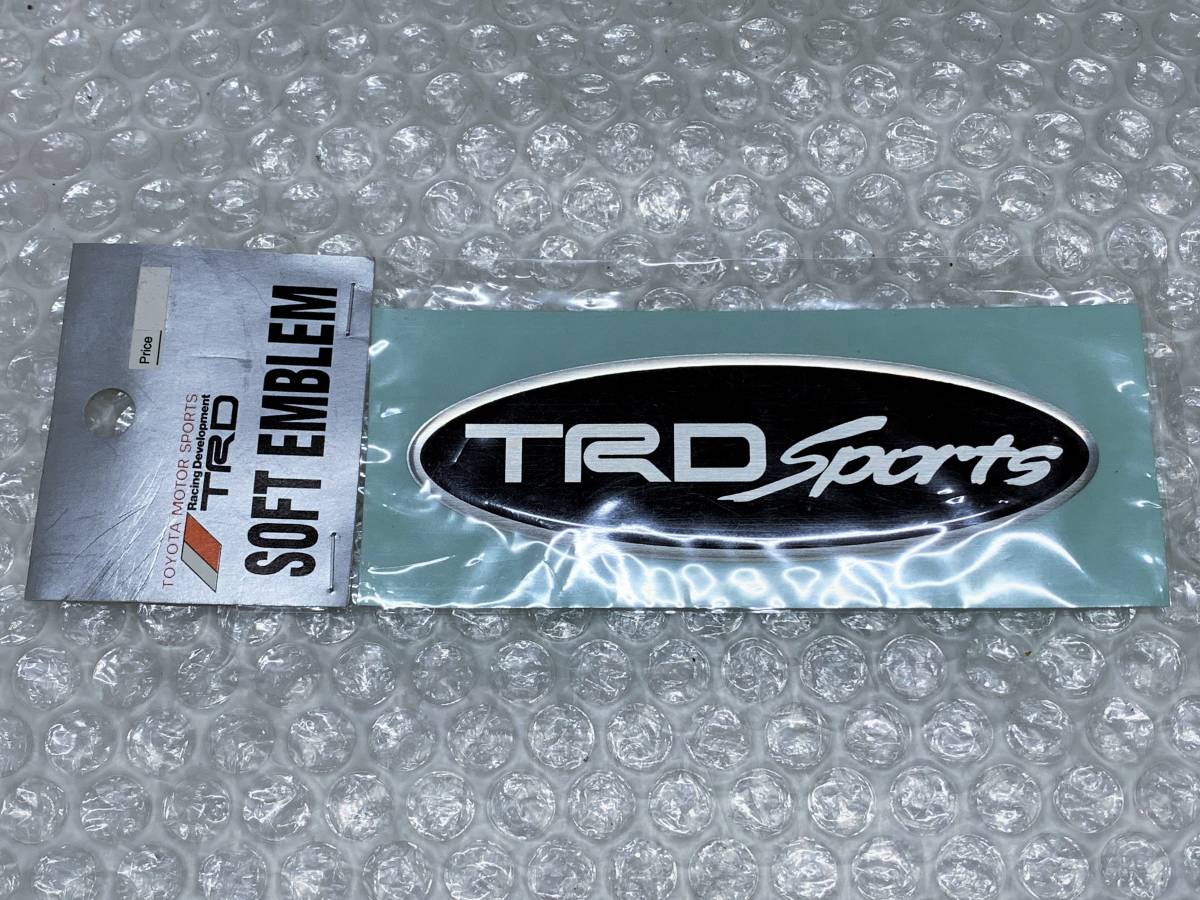 Price
TOYOTA MOTOR SPORTS
Racing Development
TRD
SOFT EMBLEM
TRD Sports